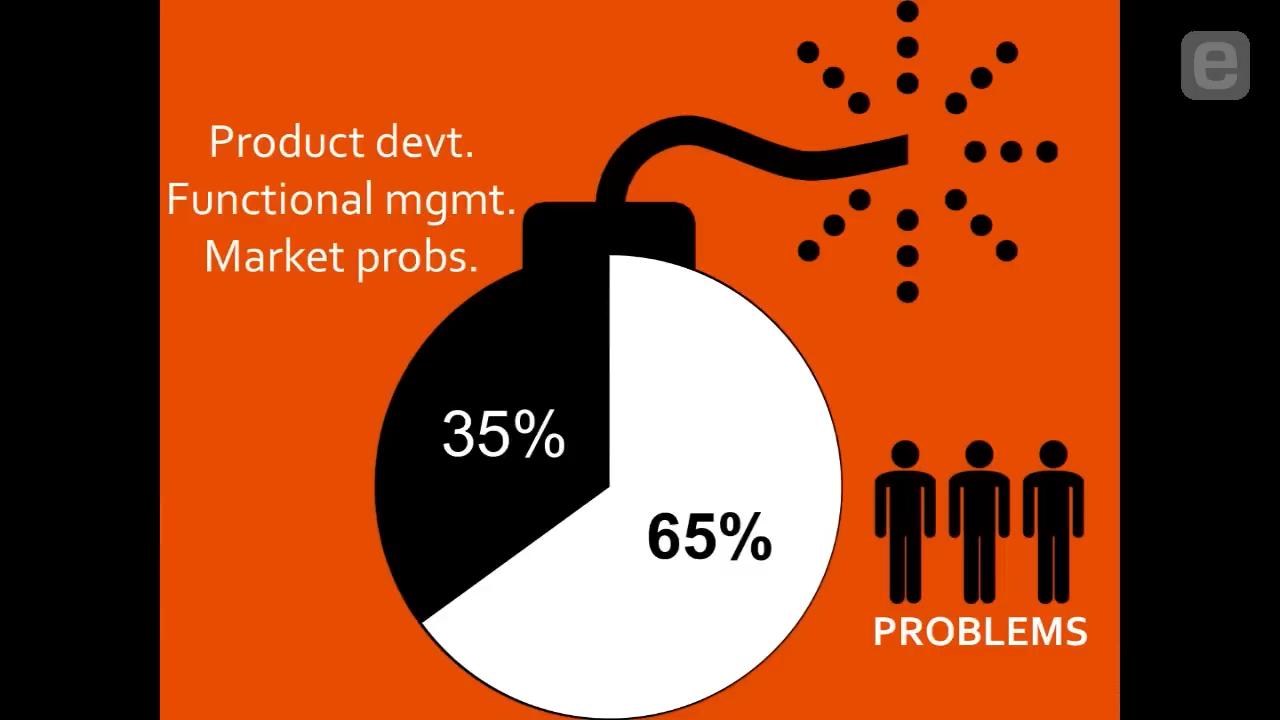 Product devt.
Functional mgmt.
Market probs.
35%
65%
PROBLEMS
e